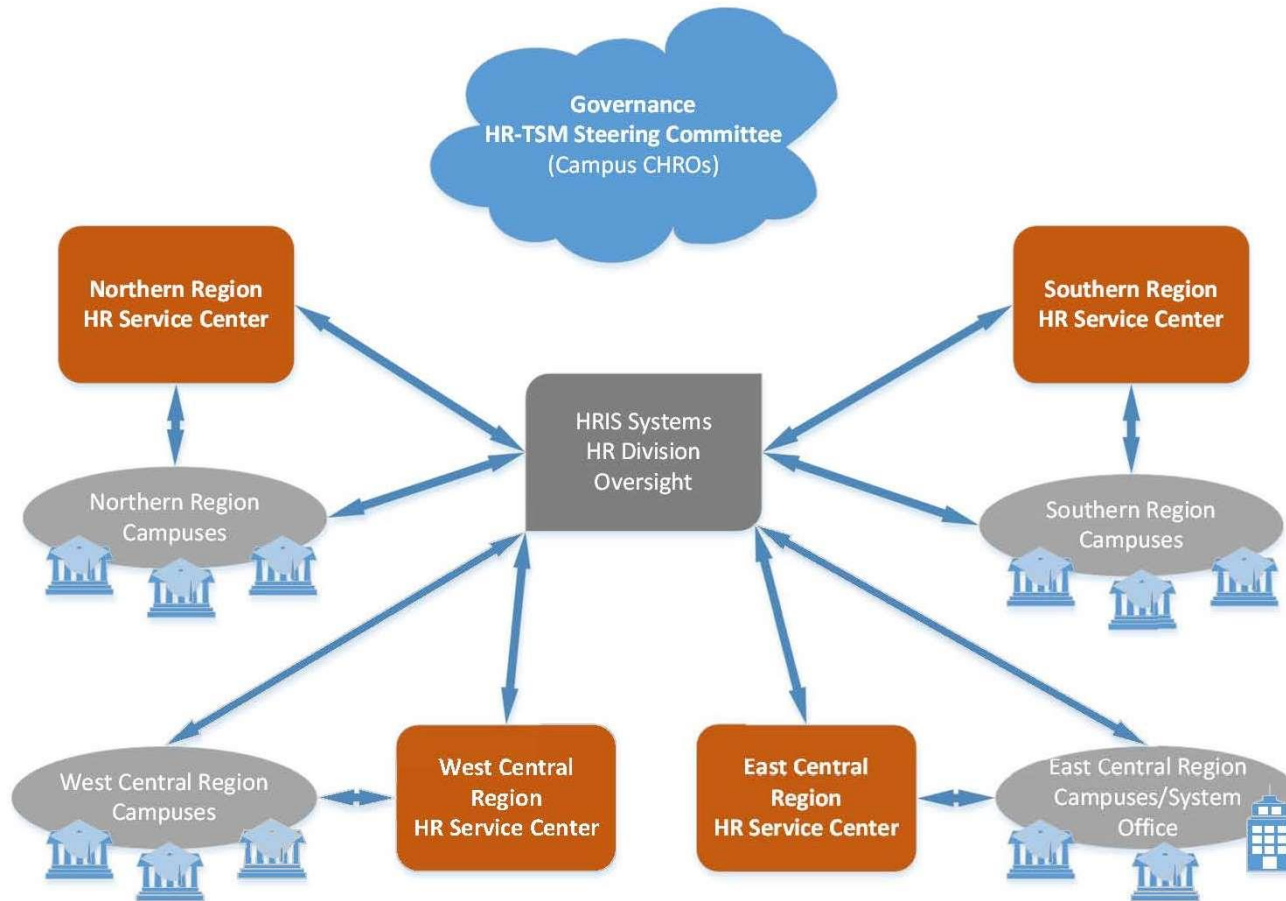 Governance
HR-TSM Steering Committee
(Campus CHROs)
Northern Region
HR Service Center
Southern Region
HR Service Center
HRIS Systems
HR Division
Oversight
Northern Region
Campuses
Southern Region
Campuses
West Central Region
Campuses
West Central
Region
HR Service Center
East Central
Region
HR Service Center
East Central Region
Campuses/System
Office